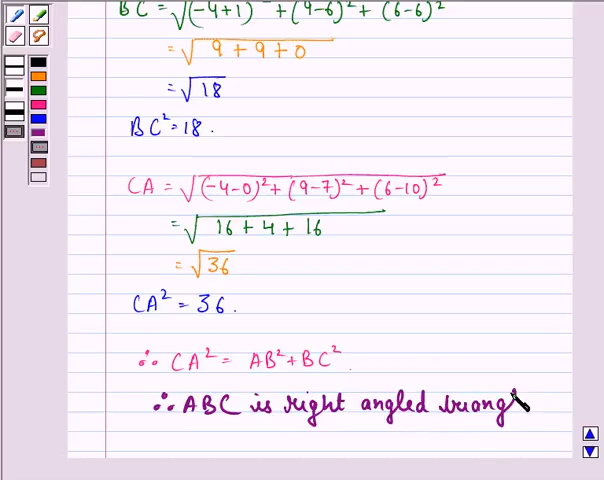 BC = √(-4+1)² + (9-6)² + (6-6)²
= √9 + 9 + 0
= √18
BC² = 18.
CA = √(-4-0)² + (9-7)² + (6-10)²
= √16 + 4 + 16
= √36
CA² = 36.
∴ CA² = AB² + BC².
∴ ABC is right angled triang